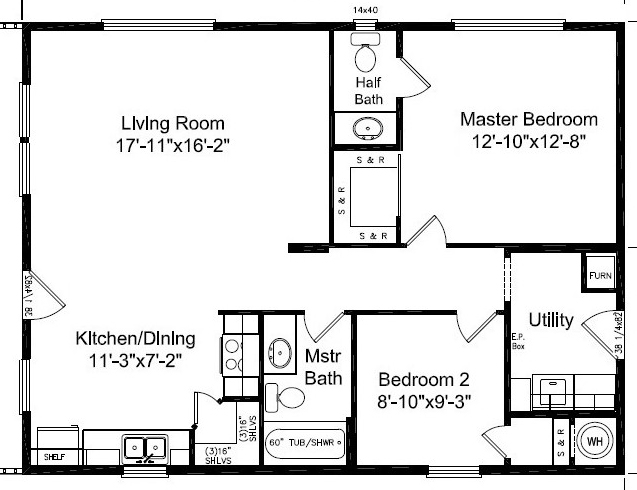 14x40
Half
Bath
Living Room
17'-11"x16'-2"
Master Bedroom
12'-10"x12'-8"
S & R
S & R
S & R
FURN
38 1/4x82
Utility
38 1/4x82
E.P.
Box
Kitchen/Dining
11'-3"x7'-2"
Mstr
Bath
Bedroom 2
8'-10"x9'-3"
(3)16"
SHLVS
(3)16"
SHLVS
60" TUB/SHWR
S & R
WH
SHELF